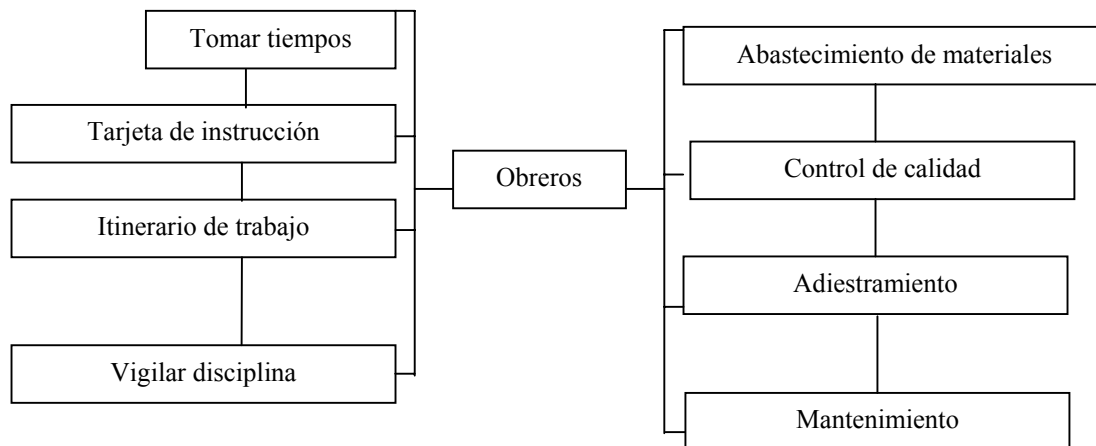 Tomar tiempos
Tarjeta de instrucción
Itinerario de trabajo
Vigilar disciplina
Obreros
Abastecimiento de materiales
Control de calidad
Adiestramiento
Mantenimiento